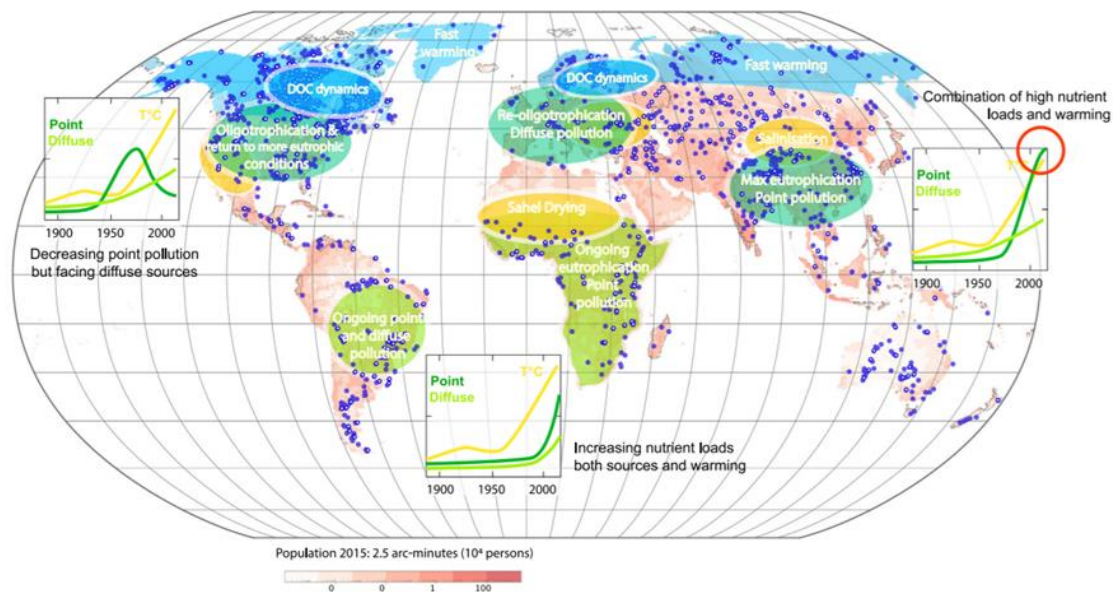 Fast
warming
DOC dynamics
DOC dynamics
Fast warming
Combination of high nutrient
loads and warming
Point
Diffuse
T°C
1900
1950
2000
Decreasing point pollution
but facing diffuse sources
Oligotrophication &
return to more eutrophic
conditions
Re-oligotrophication
Diffuse pollution
Salinisation
Max eutrophication
Point pollution
Point
Diffuse
T
1900
1950
2000
Sahel Drying
Ongoing
eutrophication
Point
pollution
Ongoing point
and diffuse
pollution
Point
Diffuse
T°C
1900
1950
2000
Increasing nutrient loads
both sources and warming
Population 2015: 2.5 arc-minutes (10⁴ persons)
0
0
1
100